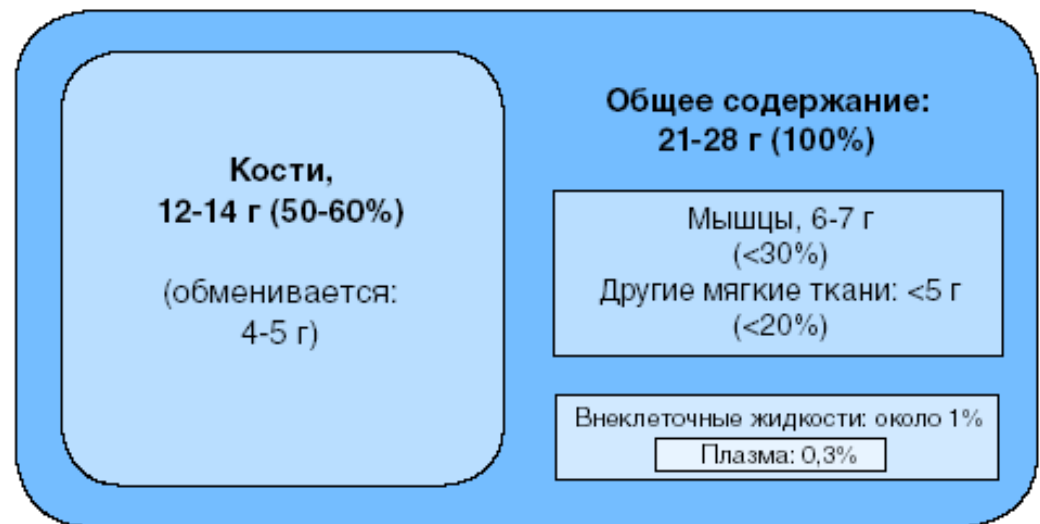 Кости,
12-14 г (50-60%)
(обменивается:
4-5 г)
Общее содержание:
21-28 г (100%)
Мышцы, 6-7 г
(<30%)
Другие мягкие ткани: <5 г
(<20%)
Внеклеточные жидкости: около 1%
Плазма: 0,3%